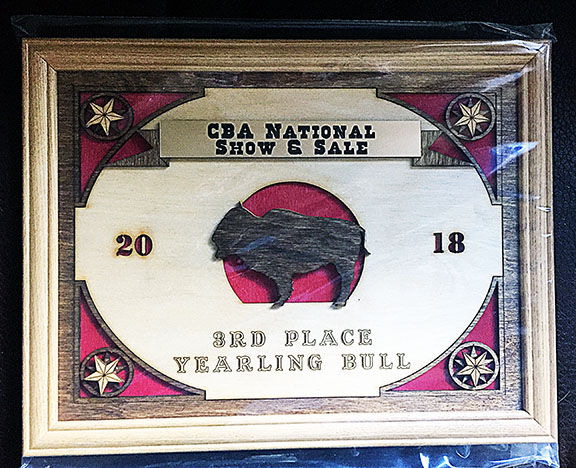 CBA National
Show & Sale
20 18
3RD PLACE
YEARLING BULL